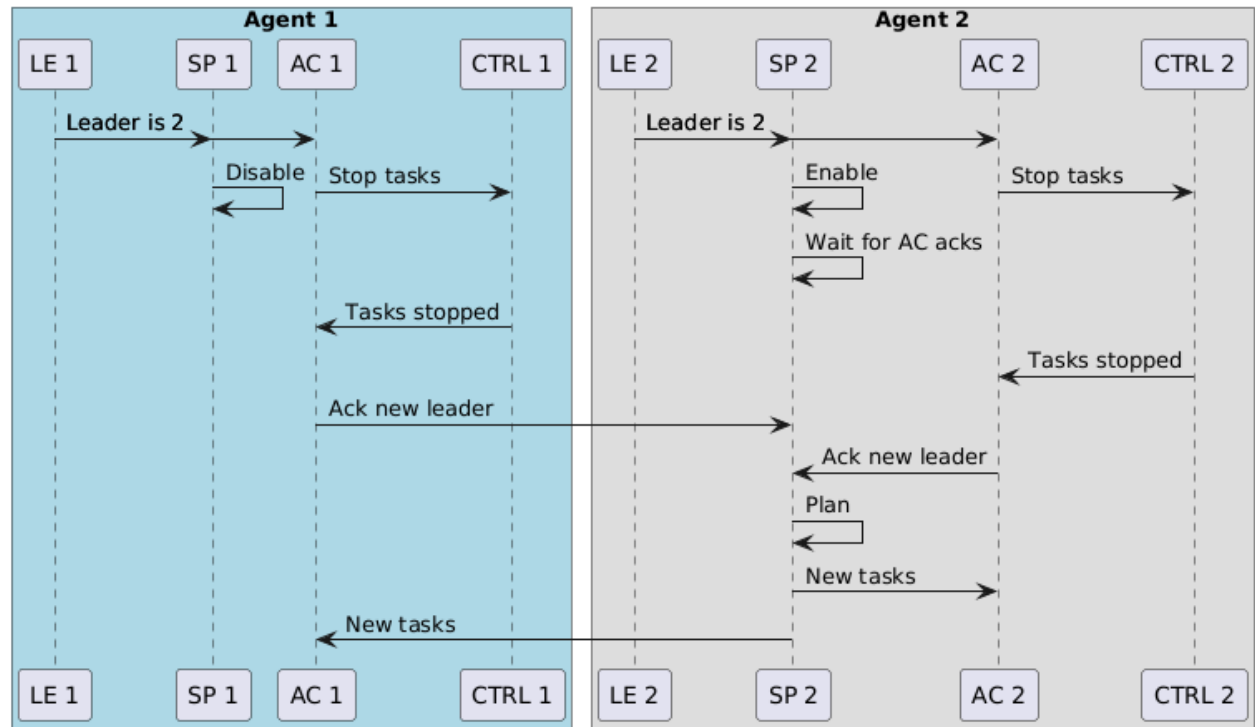 Agent 1
Agent 2
LE 1
SP 1
AC 1
CTRL 1
LE 2
SP 2
AC 2
CTRL 2
Leader is 2
Leader is 2
Disable
Stop tasks
Enable
Stop tasks
Wait for AC acks
Tasks stopped
Tasks stopped
Ack new leader
Ack new leader
Plan
New tasks
New tasks
LE 1
SP 1
AC 1
CTRL 1
LE 2
SP 2
AC 2
CTRL 2